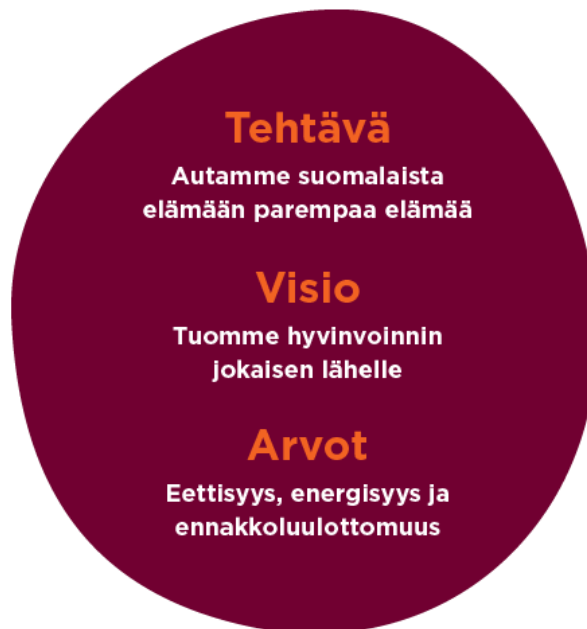 Tehtävä
Autamme suomalaista
elämään parempaa elämää
Visio
Tuomme hyvinvoinnin
jokaisen lähelle
Arvot
Eettisyys, energisyys ja
ennakkoluulottomuus